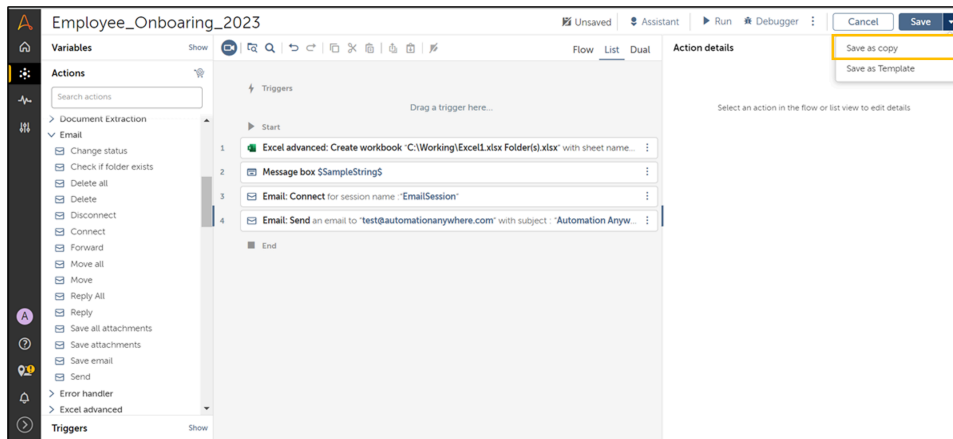 Employee_Onboaring_2023
Unsaved
Assistant
Run
Debugger
Cancel
Save
Save as copy
Save as Template
Variables
Show
Actions
Search actions
Document Extraction
Email
Change status
Check if folder exists
Delete all
Delete
Disconnect
Connect
Forward
Move all
Move
Reply All
Reply
Save all attachments
Save attachments
Save email
Send
Error handler
Excel advanced
Triggers
Show
A
Flow
List
Dual
Triggers
Drag a trigger here...
Start
1 Excel advanced: Create workbook "C:\Working\Excel1.xlsx Folder(s).xlsx" with sheet name...
2 Message box $SampleString$
3 Email: Connect for session name :"EmailSession"
4 Email: Send an email to "test@automationanywhere.com" with subject : "Automation Anyw...
End
Action details
Select an action in the flow or list view to edit details